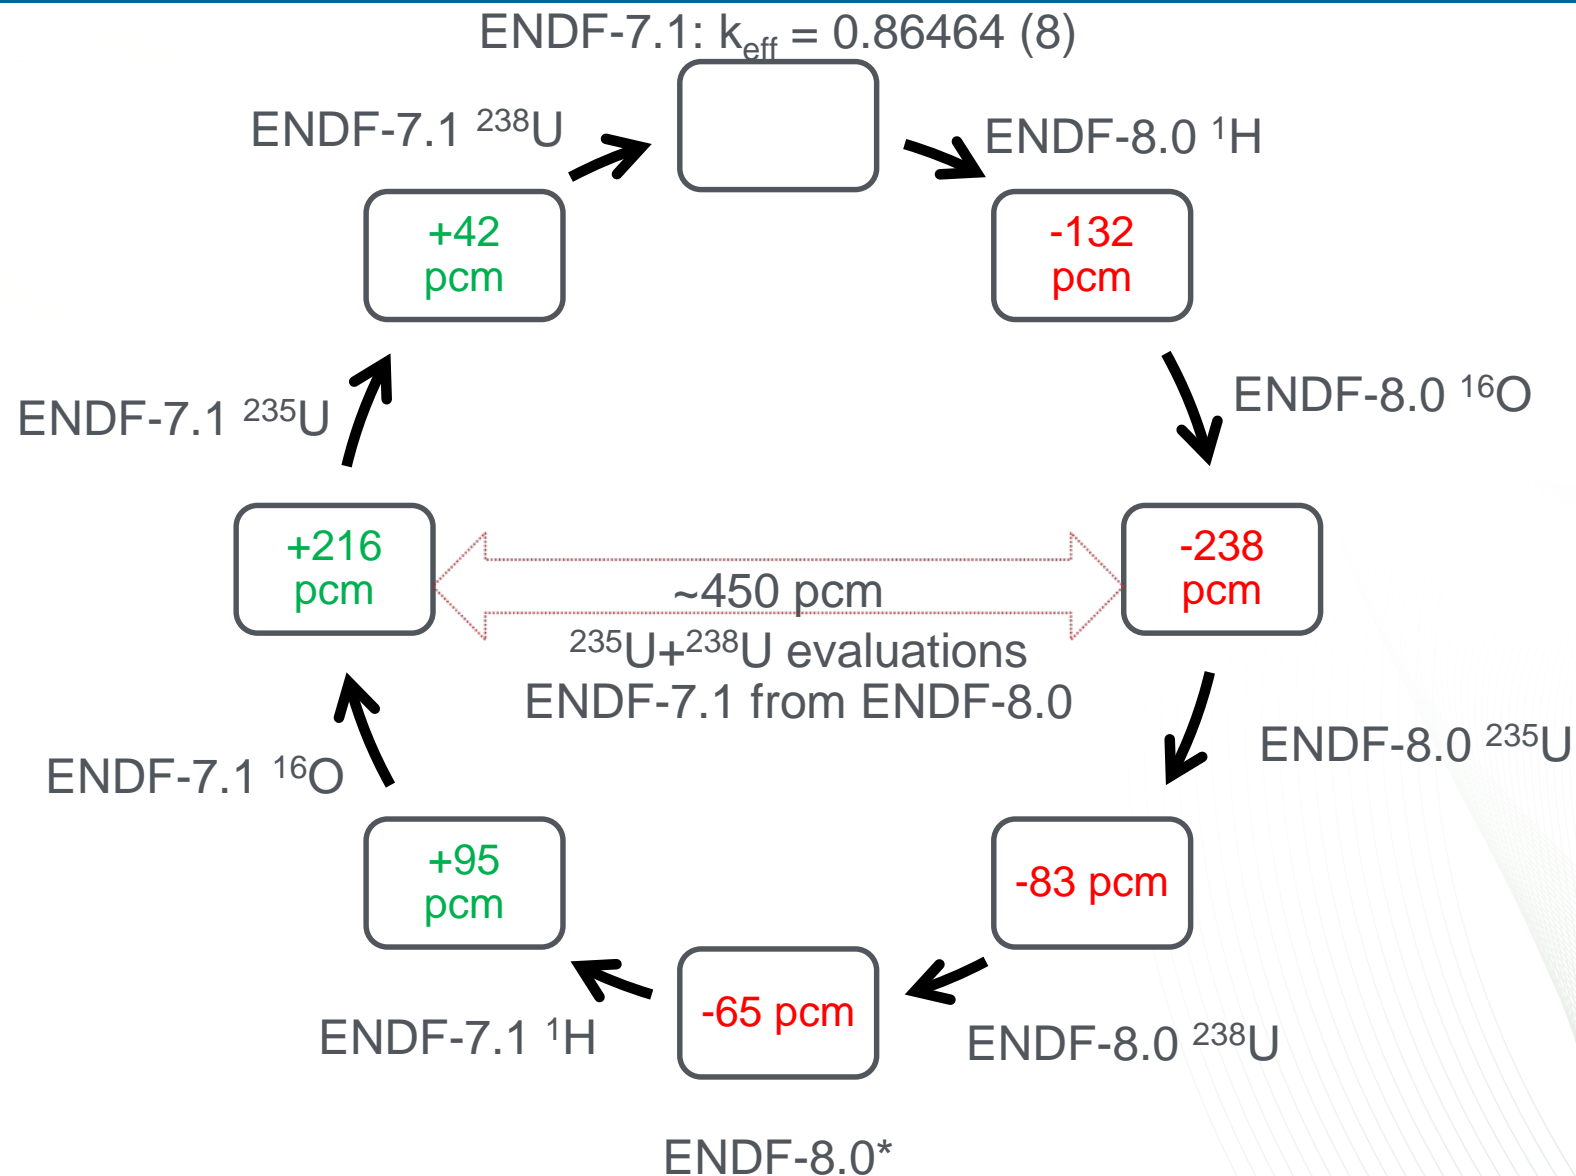 ENDF-7.1: k_eff = 0.86464 (8)
ENDF-7.1 ²³⁸U
ENDF-8.0 ¹H
+42
pcm
-132
pcm
ENDF-7.1 ²³⁵U
ENDF-8.0 ¹⁶O
+216
pcm
~450 pcm
²³⁵U+²³⁸U evaluations
ENDF-7.1 from ENDF-8.0
-238
pcm
ENDF-7.1 ¹⁶O
ENDF-8.0 ²³⁵U
+95
pcm
-83 pcm
ENDF-7.1 ¹H
-65 pcm
ENDF-8.0 ²³⁸U
ENDF-8.0*